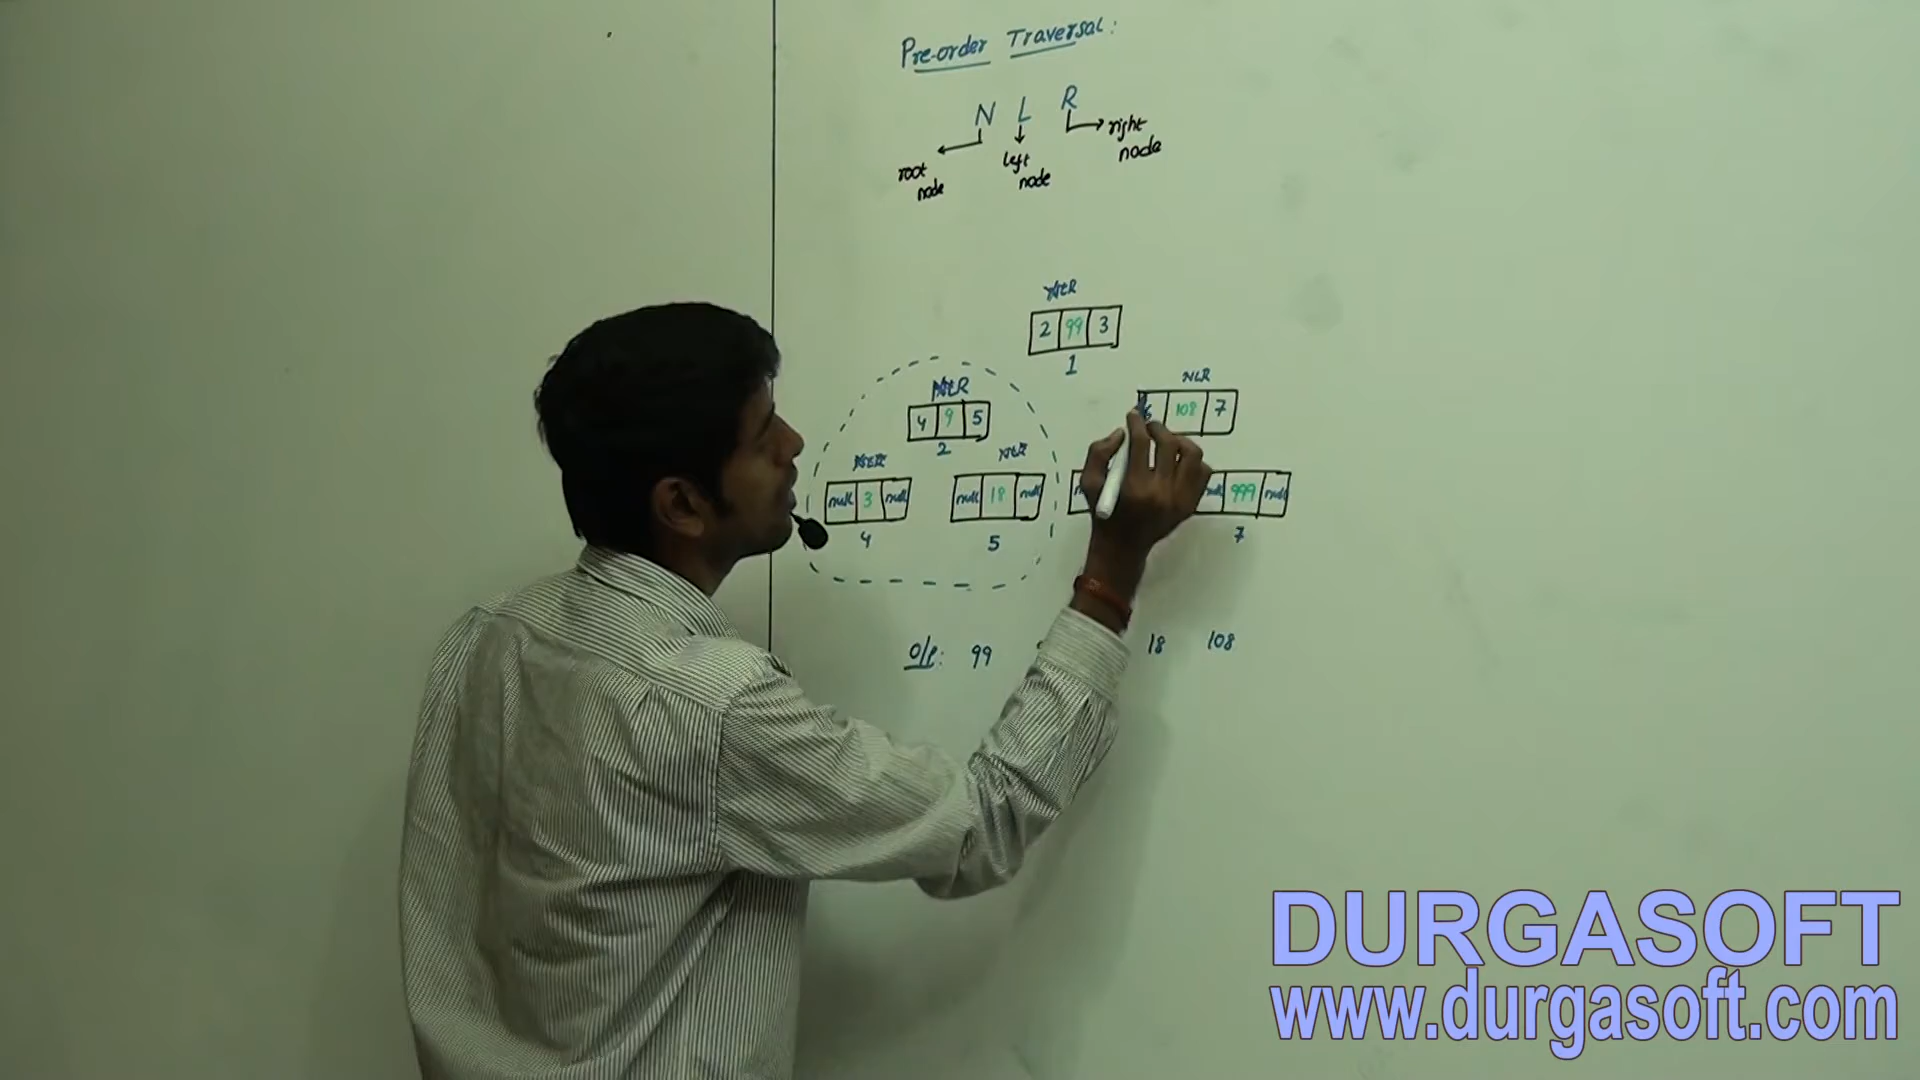 Pre-order Traversal:
N L R
root node
left node
right node
NLR
2 99 3
1
NLR
4 9 5
2
NLR
6 108 7
NLR
null 3 null
4
NLR
null 18 null
5
null 999 null
7
O/P: 99 18 108
DURGASOFT
www.durgasoft.com